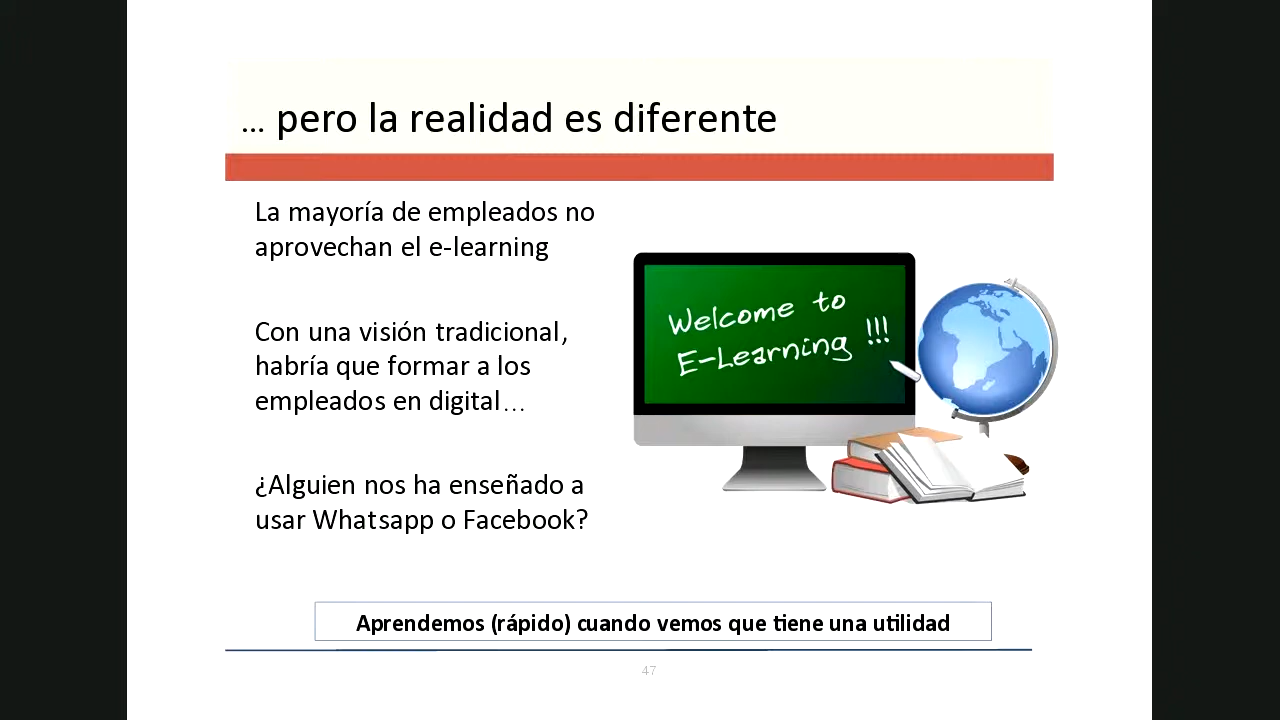 ... pero la realidad es diferente
La mayoría de empleados no
aprovechan el e-learning
Con una visión tradicional,
habría que formar a los
empleados en digital...
¿Alguien nos ha enseñado a
usar Whatsapp o Facebook?
Welcome to
E-Learning !!!
Aprendemos (rápido) cuando vemos que tiene una utilidad
47